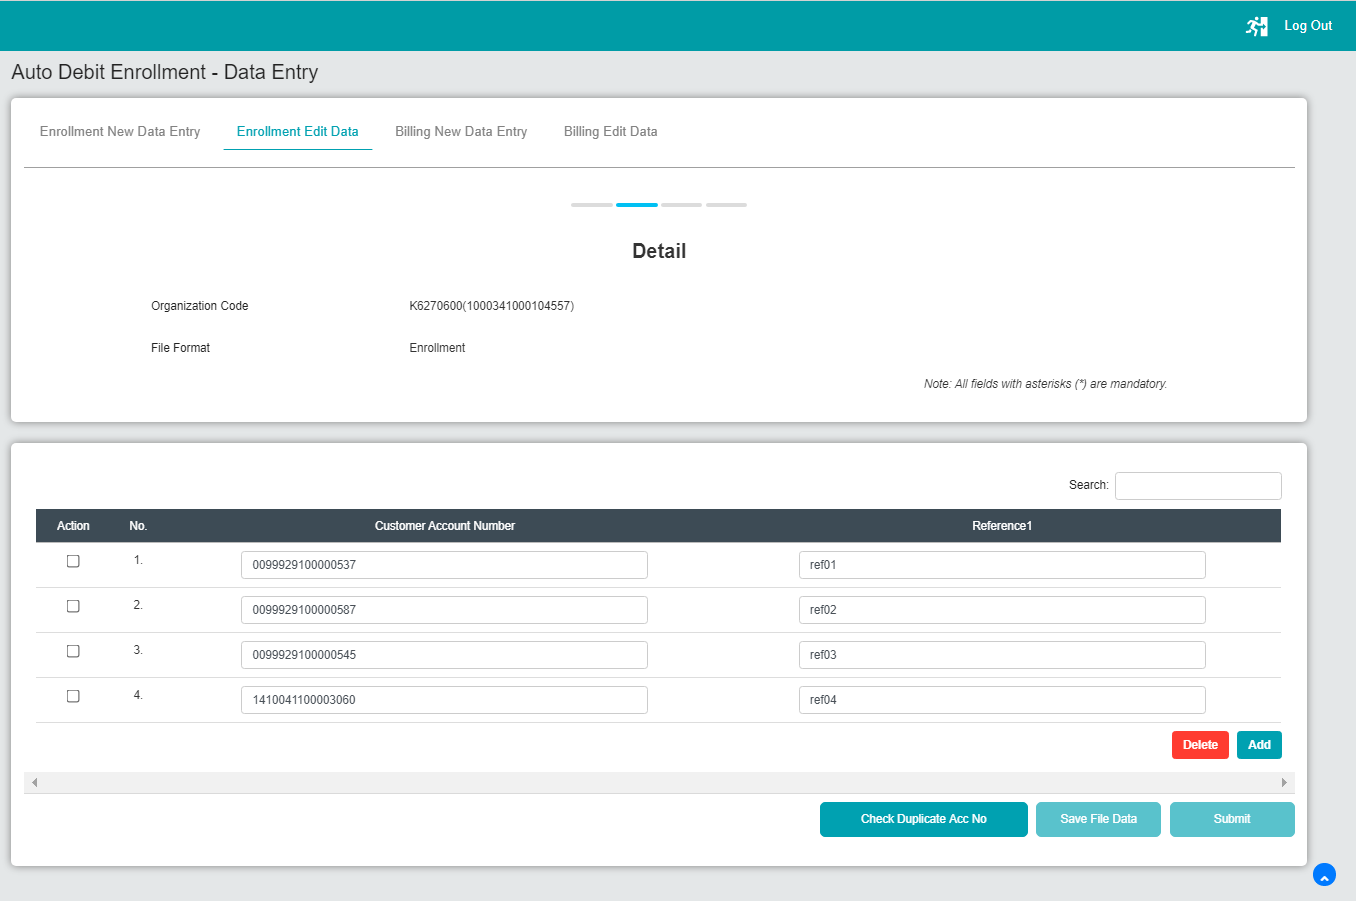 Log Out
Auto Debit Enrollment - Data Entry
Enrollment New Data Entry Enrollment Edit Data Billing New Data Entry Billing Edit Data
Detail
Organization Code K6270600(1000341000104557)
File Format Enrollment
Note: All fields with asterisks (*) are mandatory.
Search:
Action No. Customer Account Number Reference1
1. 0099929100000537 ref01
2. 0099929100000587 ref02
3. 0099929100000545 ref03
4. 1410041100003060 ref04
Delete Add
Check Duplicate Acc No Save File Data Submit